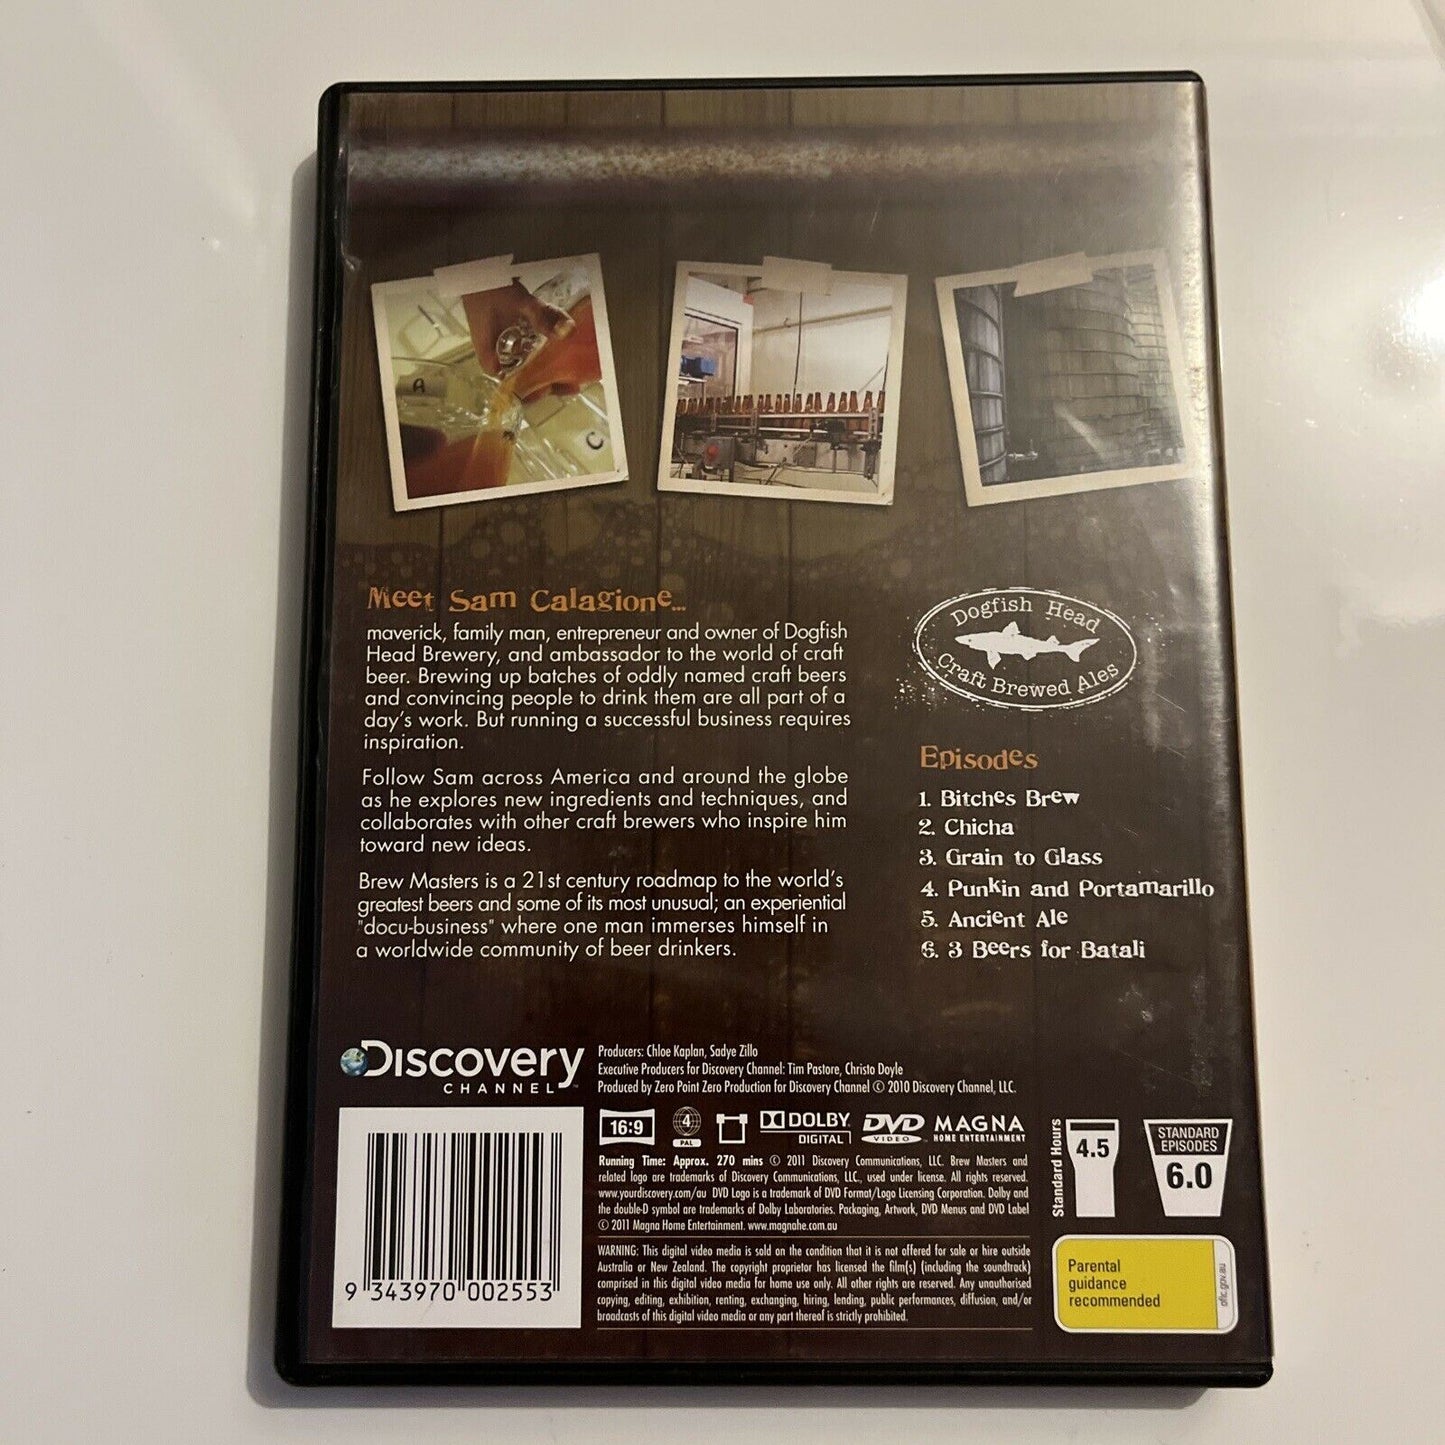 A
C
Meet Sam Calagione...
maverick, family man, entrepreneur and owner of Dogfish
Head Brewery, and ambassador to the world of craft
beer. Brewing up batches of oddly named craft beers
and convincing people to drink them are all part of a
day's work. But running a successful business requires
inspiration.
Follow Sam across America and around the globe
as he explores new ingredients and techniques, and
collaborates with other craft brewers who inspire him
toward new ideas.
Brew Masters is a 21st century roadmap to the world's
greatest beers and some of its most unusual; an experiential
"docu-business" where one man immerses himself in
a worldwide community of beer drinkers.
Dogfish Head
Craft Brewed Ales
Episodes
1. Bitches Brew
2. Chicha
3. Grain to Glass
4. Punkin and Portamarillo
5. Ancient Ale
6. 3 Beers for Batali
Discovery
CHANNEL
Producers: Chloe Kaplan, Sadye Zillo
Executive Producers for Discovery Channel: Tim Pastore, Christo Doyle
Produced by Zero Point Zero Production for Discovery Channel © 2010 Discovery Channel, LLC.
16:9
4
PAL
DOLBY
DIGITAL
DVD
VIDEO
MAGNA
HOME ENTERTAINMENT
Running Time: Approx. 270 mins © 2011 Discovery Communications, LLC. Brew Masters and
related logo are trademarks of Discovery Communications, LLC., used under license. All rights reserved.
www.yourdiscovery.com/au DVD Logo is a trademark of DVD Format/Logo Licensing Corporation. Dolby and
the double-D symbol are trademarks of Dolby Laboratories. Packaging, Artwork, DVD Menus and DVD Label
© 2011 Magna Home Entertainment. www.magnahe.com.au
WARNING: This digital video media is sold on the condition that it is not offered for sale or hire outside
Australia or New Zealand. The copyright proprietor has licensed the film(s) (including the soundtrack)
comprised in this digital video media for home use only. All other rights are reserved. Any unauthorised
copying, editing, exhibition, renting, exchanging, hiring, lending, public performances, diffusion, and/or
broadcasts of this digital video media or any part thereof is strictly prohibited.
9 343970 002553
Standard Hours
4.5
STANDARD
EPISODES
6.0
Parental
guidance
recommended
oflc.gov.au